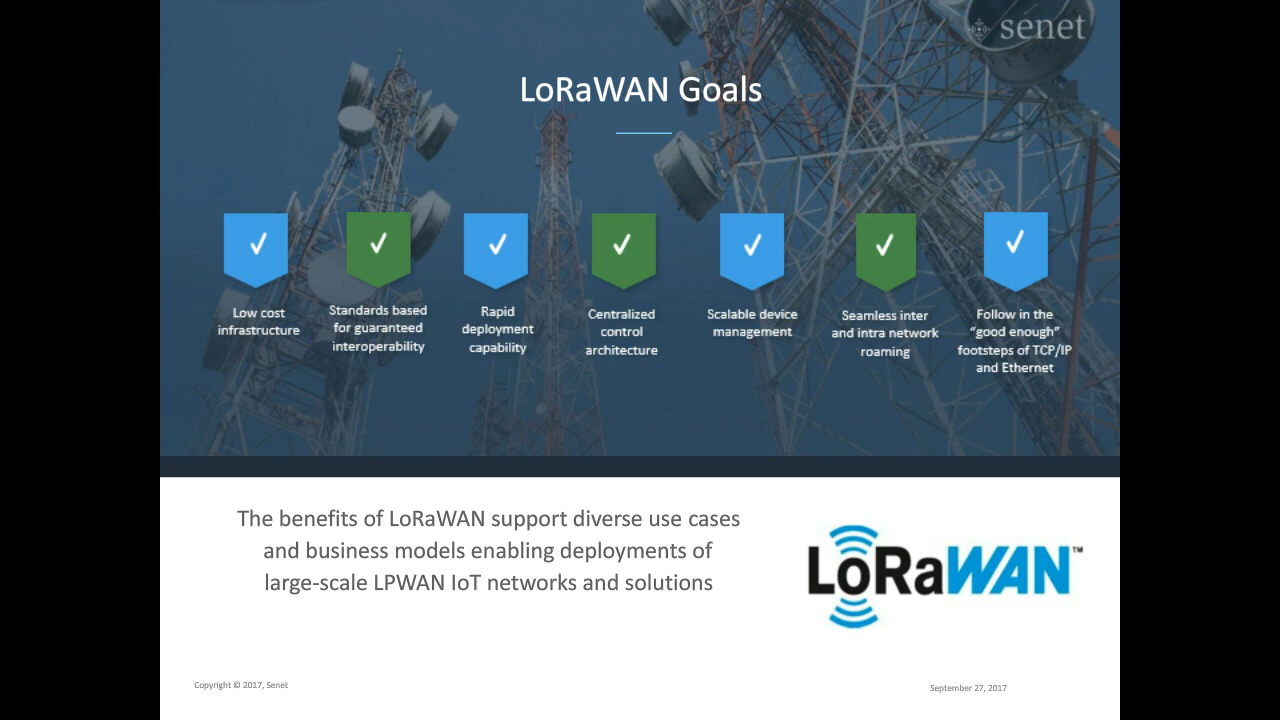 senet
LoRaWAN Goals
Low cost
infrastructure
Standards based
for guaranteed
interoperability
Rapid
deployment
capability
Centralized
control
architecture
Scalable device
management
Seamless inter
and intra network
roaming
Follow in the
“good enough”
footsteps of TCP/IP
and Ethernet
The benefits of LoRaWAN support diverse use cases
and business models enabling deployments of
large-scale LPWAN IoT networks and solutions
LoRaWAN™
Copyright © 2017, Senet
September 27, 2017